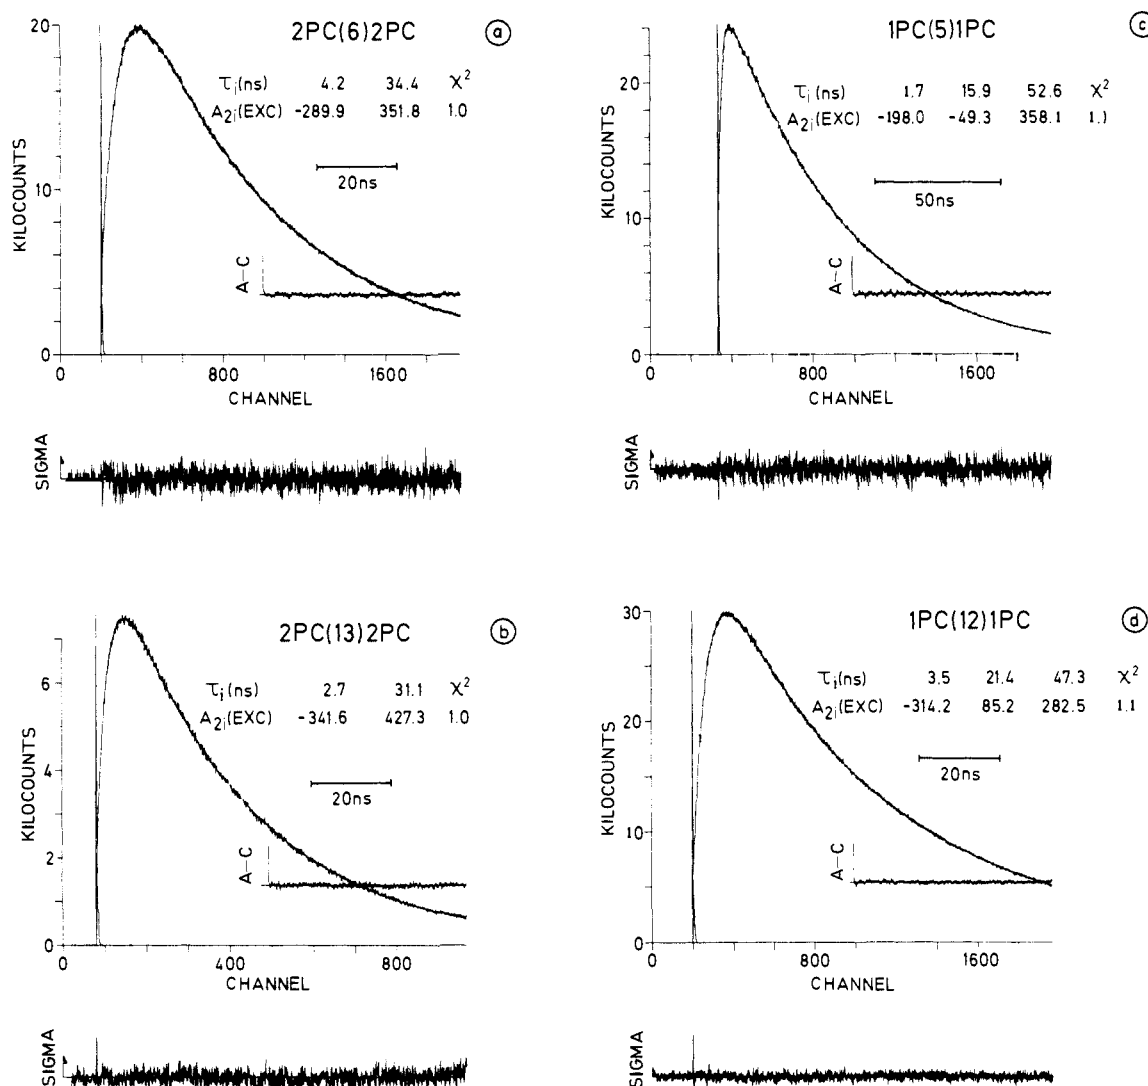 2PC(6)2PC
ⓐ
τi(ns) 4.2 34.4 χ²
A2i(EXC) -289.9 351.8 1.0
20ns
A-C
KILOCOUNTS
20
10
0
0 800 1600
CHANNEL
SIGMA
1PC(5)1PC
ⓒ
τi(ns) 1.7 15.9 52.6 χ²
A2i(EXC) -198.0 -49.3 358.1 1.1
50ns
A-C
KILOCOUNTS
20
10
0
0 800 1600
CHANNEL
SIGMA
2PC(13)2PC
ⓑ
τi(ns) 2.7 31.1 χ²
A2i(EXC) -341.6 427.3 1.0
20ns
A-C
KILOCOUNTS
6
4
2
0
0 400 800
CHANNEL
SIGMA
1PC(12)1PC
ⓓ
τi(ns) 3.5 21.4 47.3 χ²
A2i(EXC) -314.2 85.2 282.5 1.1
20ns
A-C
KILOCOUNTS
30
20
10
0
0 800 1600
CHANNEL
SIGMA